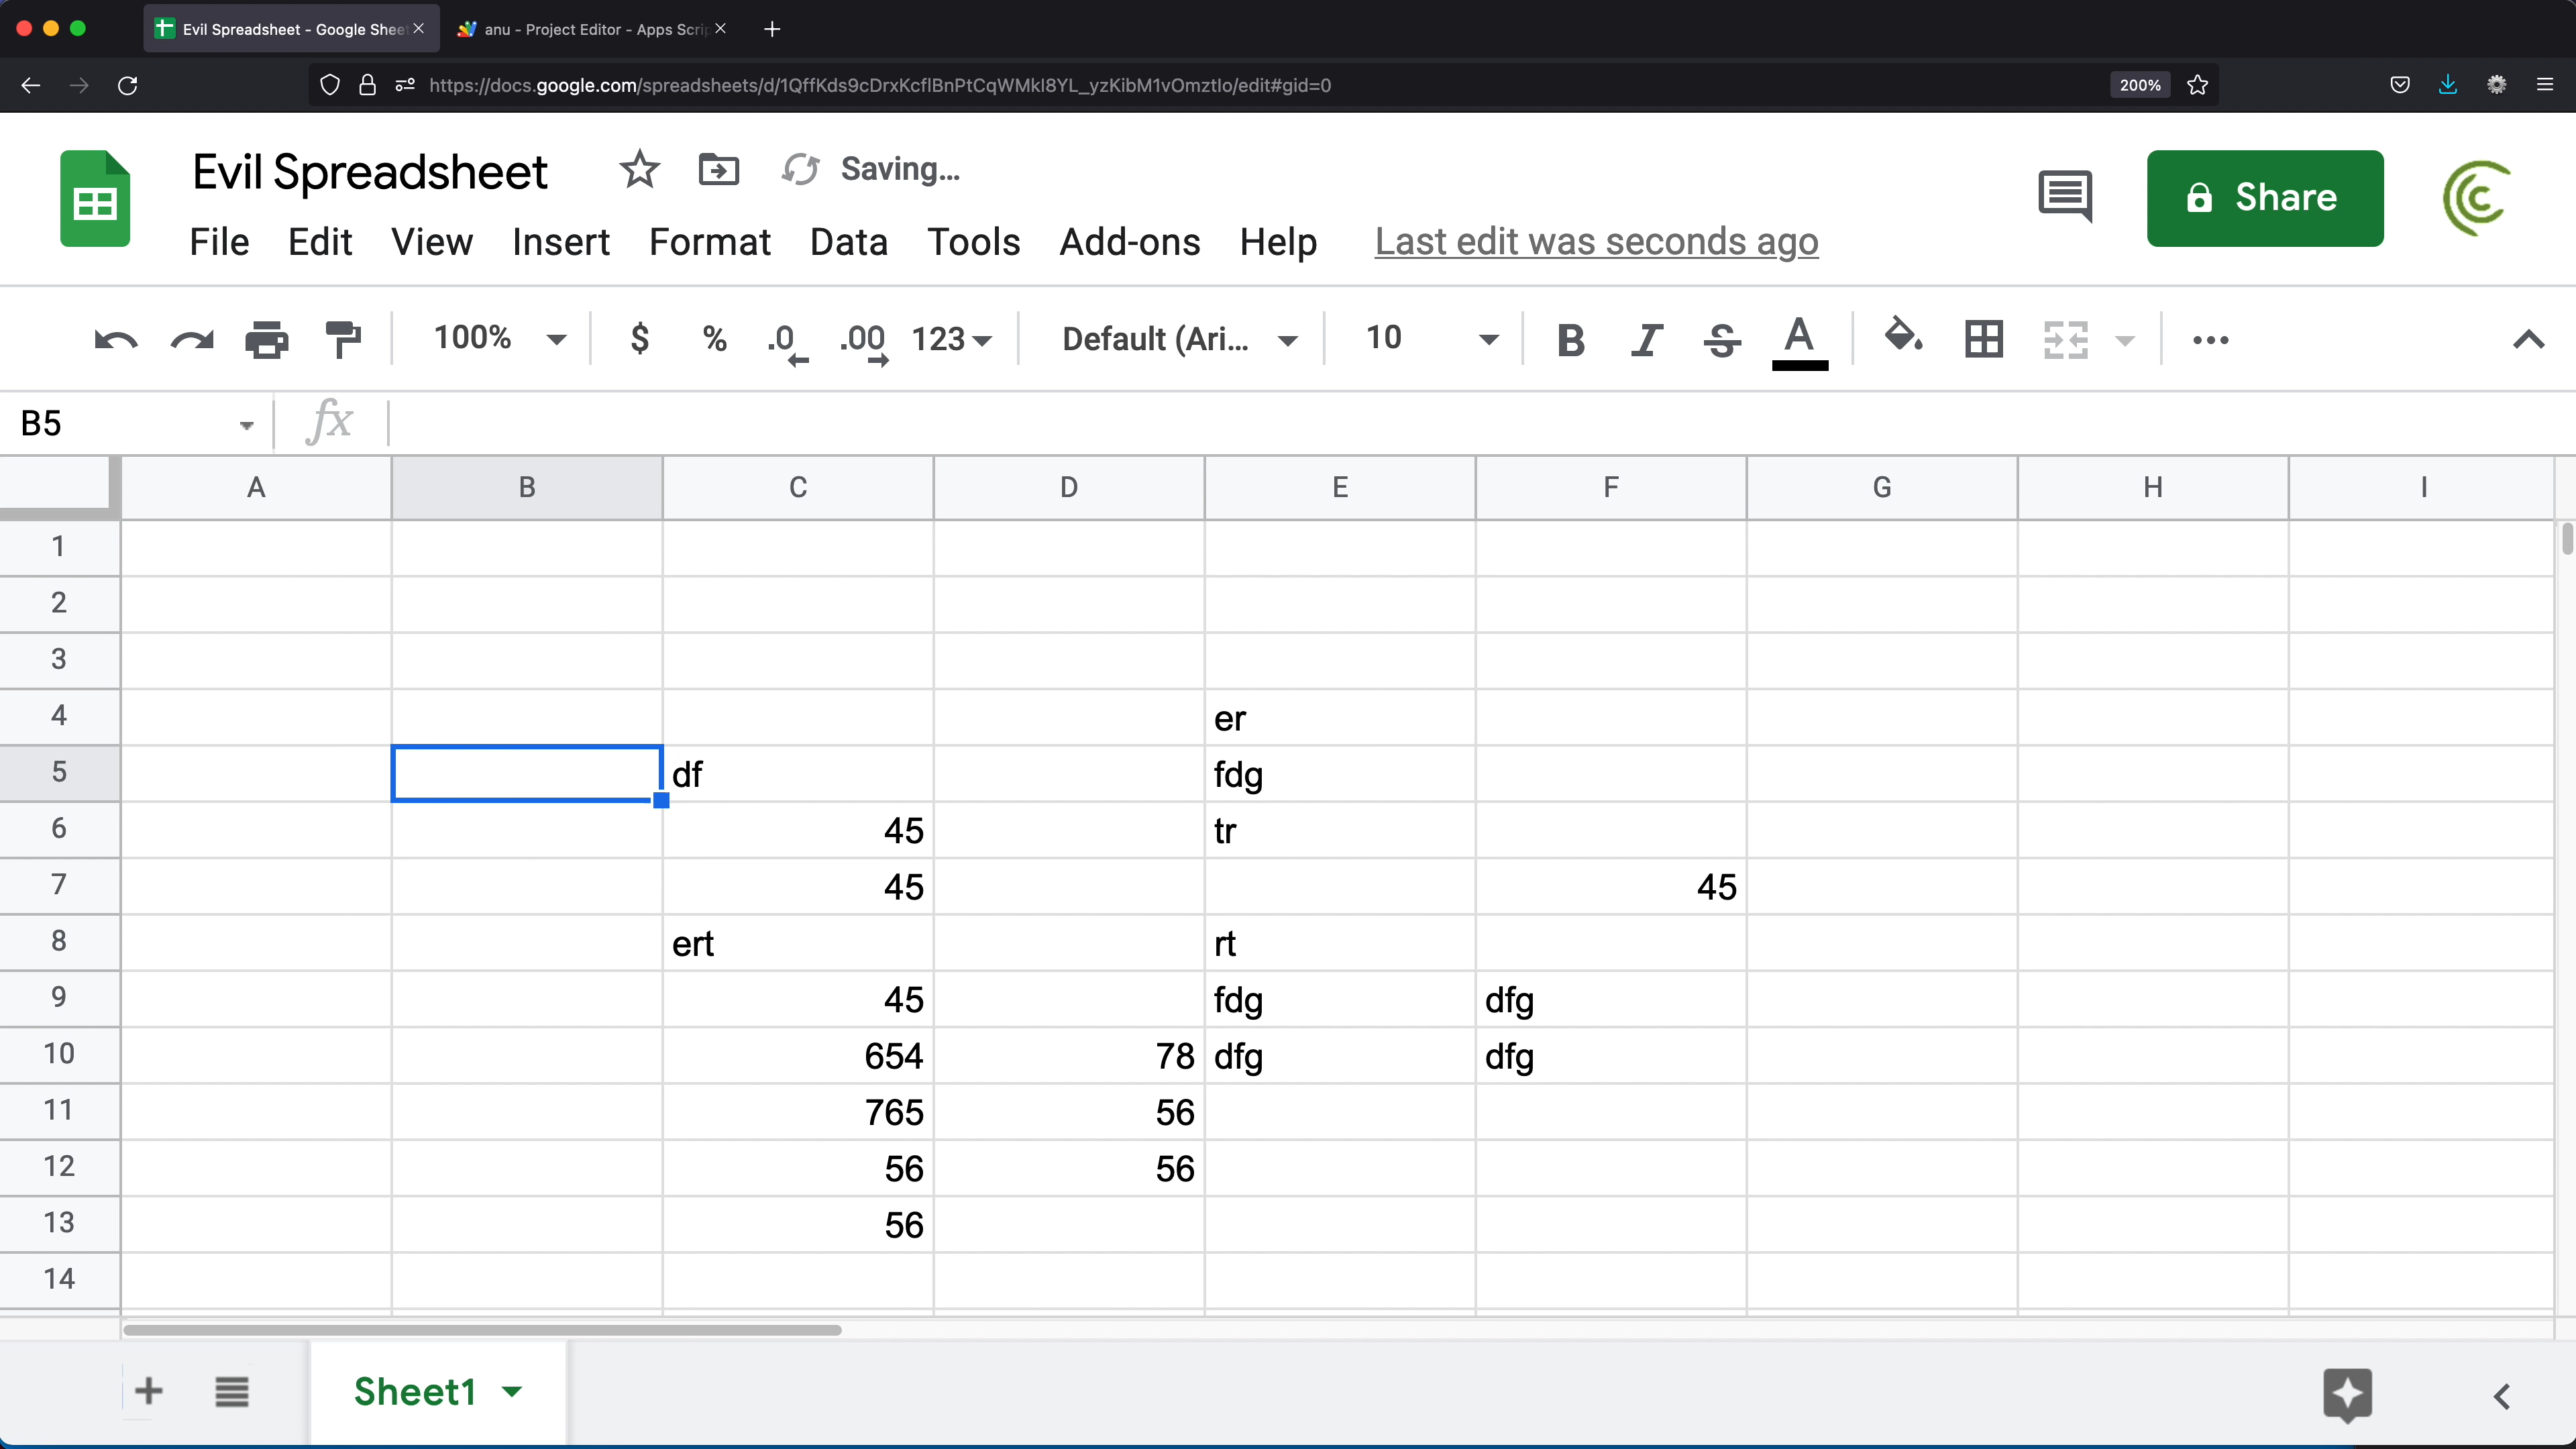 Evil Spreadsheet - Google Shee
anu - Project Editor - Apps Scrip
https://docs.google.com/spreadsheets/d/1QffKds9cDrxKcflBnPtCqWMkl8YL_yzKibM1vOmztIo/edit#gid=0
200%
Evil Spreadsheet
Saving…
Share
File Edit View Insert Format Data Tools Add-ons Help Last edit was seconds ago
100% $ % .0 .00 123 Default (Ari… 10 B I S A
B5 fx
A B C D E F G H I
1
2
3
4 er
5 df fdg
6 45 tr
7 45 45
8 ert rt
9 45 fdg dfg
10 654 78 dfg dfg
11 765 56
12 56 56
13 56
14
Sheet1